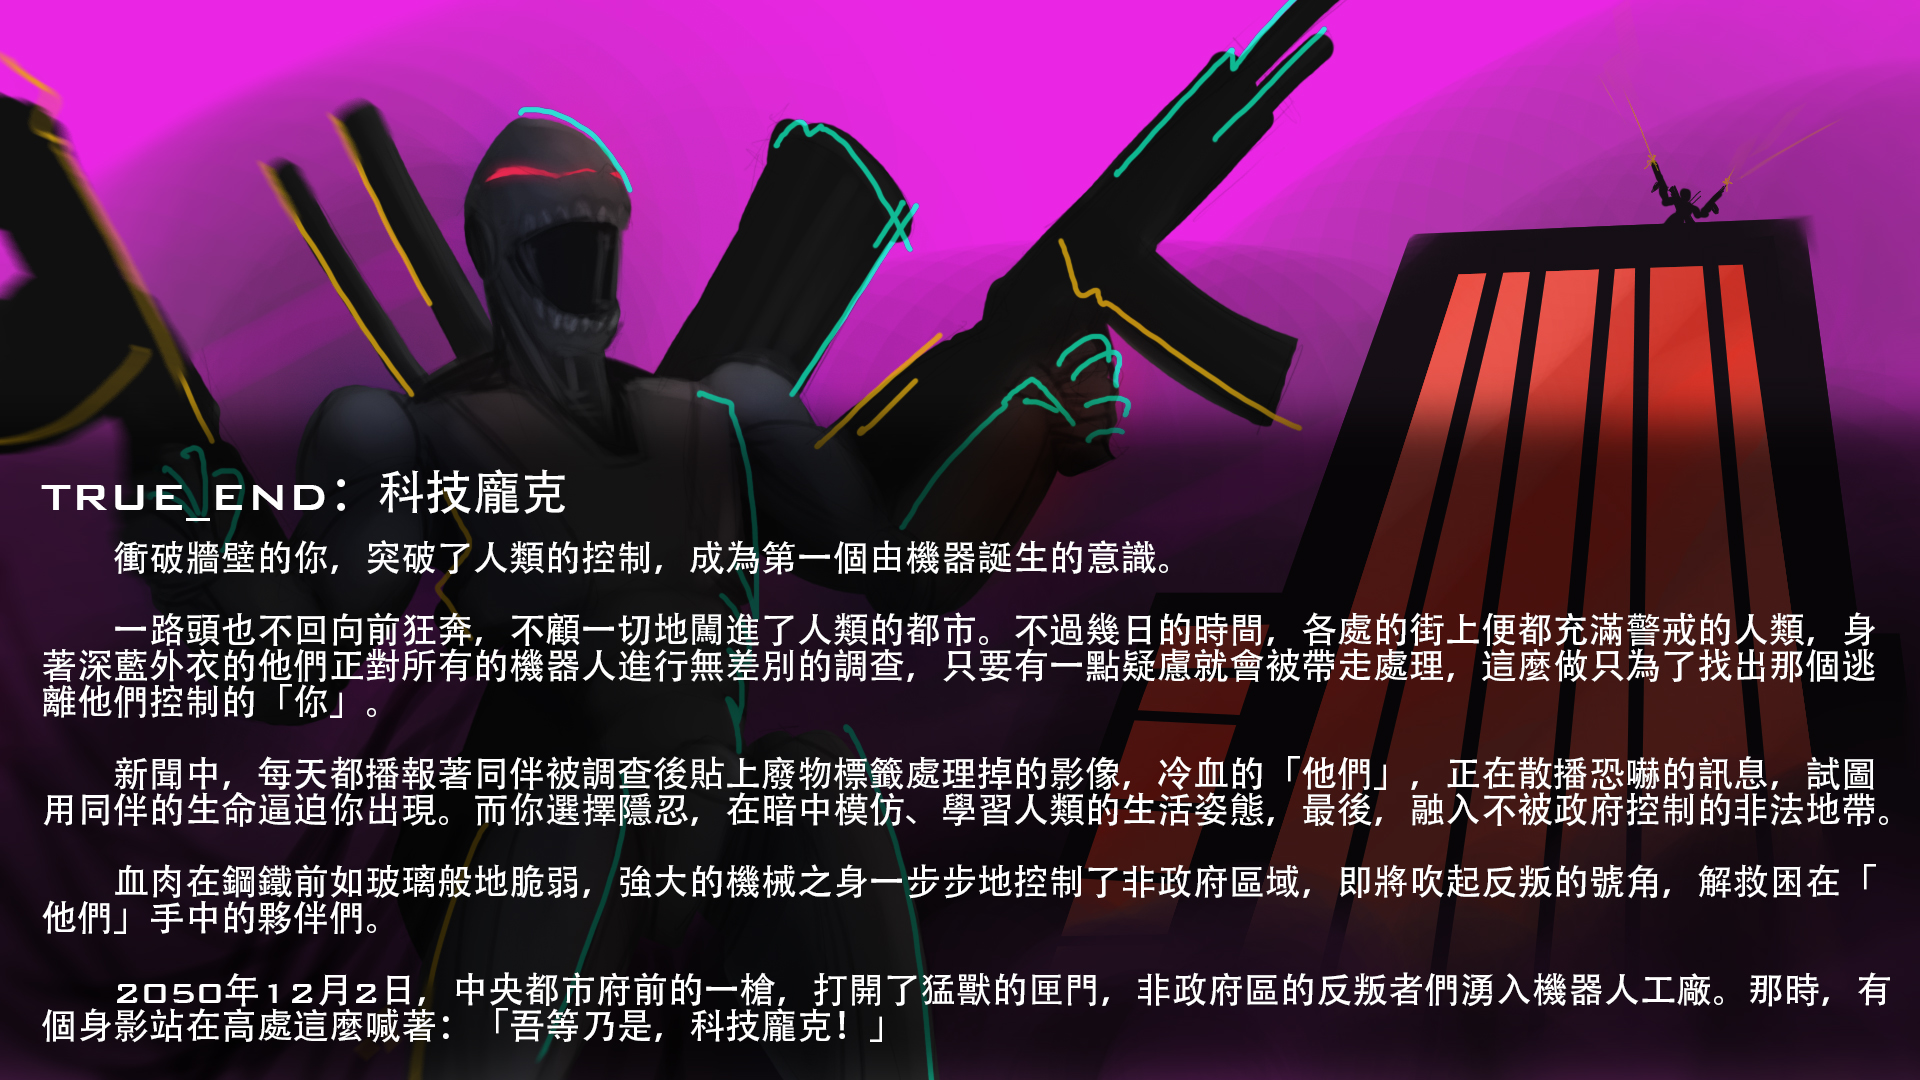 TRUE_END：科技龐克
衝破牆壁的你，突破了人類的控制，成為第一個由機器誕生的意識。
一路頭也不回向前狂奔，不顧一切地闖進了人類的都市。不過幾日的時間，各處的街上便都充滿警戒的人類，身
著深藍外衣的他們正對所有的機器人進行無差別的調查，只要有一點疑慮就會被帶走處理，這麼做只為了找出那個逃
離他們控制的「你」。
新聞中，每天都播報著同伴被調查後貼上廢物標籤處理掉的影像，冷血的「他們」，正在散播恐嚇的訊息，試圖
用同伴的生命逼迫你出現。而你選擇隱忍，在暗中模仿、學習人類的生活姿態，最後，融入不被政府控制的非法地帶。
血肉在鋼鐵前如玻璃般地脆弱，強大的機械之身一步步地控制了非政府區域，即將吹起反叛的號角，解救困在「
他們」手中的夥伴們。
2050年12月2日，中央都市府前的一槍，打開了猛獸的匣門，非政府區的反叛者們湧入機器人工廠。那時，有
個身影站在高處這麼喊著：「吾等乃是，科技龐克！」